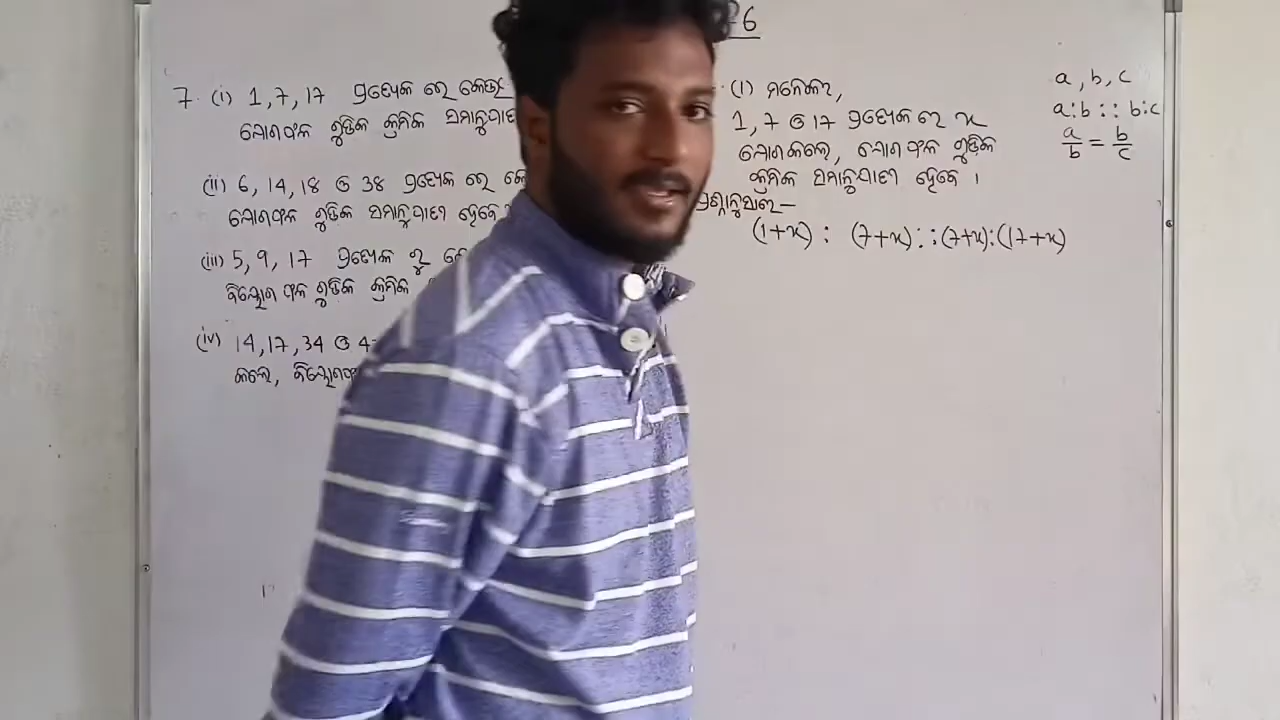 -6
7. (i) 1,7,17 ପ୍ରତ୍ୟେକ ରେ କେଉଁ
ଯୋଗଫଳ ଗୁଡିକ କ୍ରମିକ ସମାନୁପାତୀ
(ii) 6, 14, 18 ଓ 38 ପ୍ରତ୍ୟେକ ରେ
ଯୋଗଫଳ ଗୁଡିକ ସମାନୁପାତୀ ହେବେ
(iii) 5, 9, 17 ପ୍ରତ୍ୟେକ ରୁ
ବିୟୋଗ ଫଳ ଗୁଡିକ କ୍ରମିକ
(iv) 14,17,34 ଓ
କଲେ, ବିୟୋଗଫ
(i) ମନେକର,
1, 7 ଓ 17 ପ୍ରତ୍ୟେକ ରେ x
ଯୋଗକଲେ, ଯୋଗ ଫଳ ଗୁଡିକ
କ୍ରମିକ ସମାନୁପାତୀ ହେବେ ।
ପ୍ରଶ୍ନାନୁସାରେ—
(1+x) : (7+x) : : (7+x) : (17+x)
a, b, c
a:b : : b:c
a/b = b/c